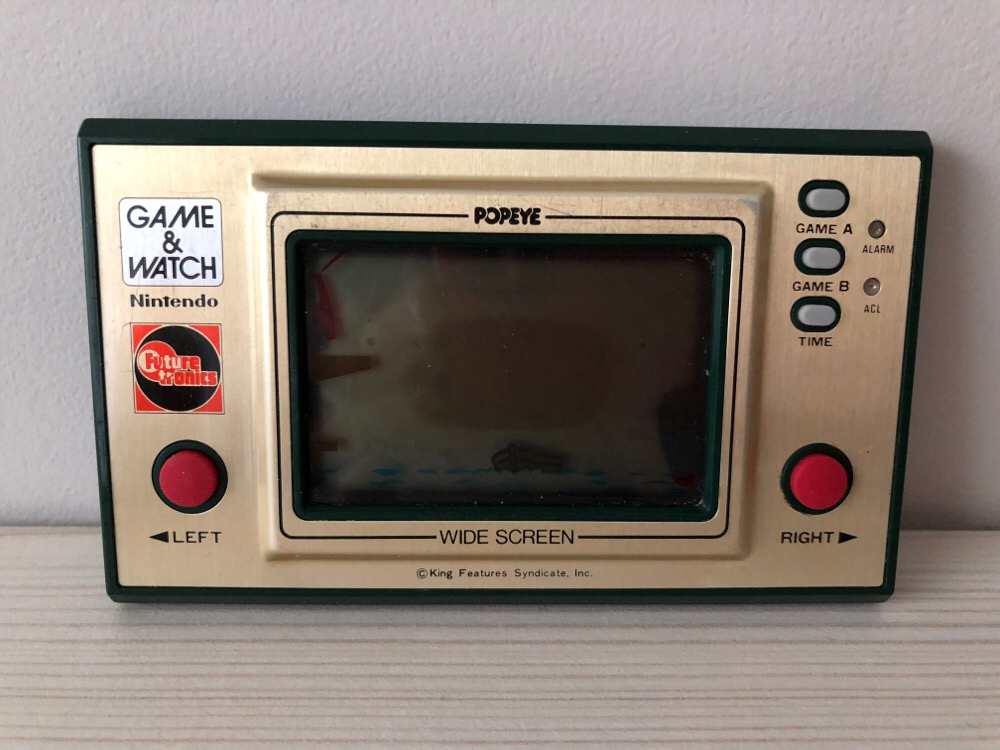 POPEYE
GAME
&
WATCH
Nintendo
Future
tronics
GAME A
ALARM
GAME B
ACL
TIME
◀LEFT
WIDE SCREEN
RIGHT▶
©King Features Syndicate, Inc.